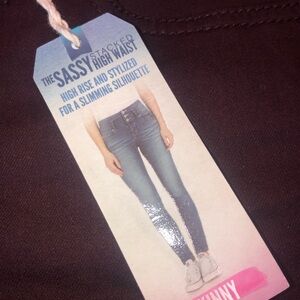 THE SASSY STACKED HIGH WAIST
HIGH RISE AND STYLIZED
FOR A SLIMMING SILHOUETTE